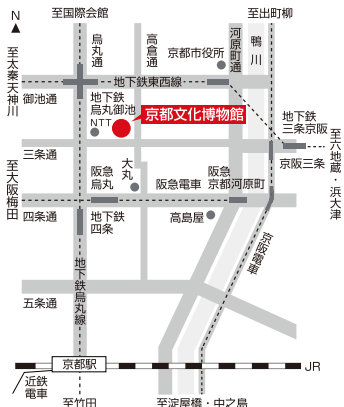 至国際会館
至出町柳
N
烏丸通
高倉通
京都市役所
河原町通
鴨川
至太秦天神川
地下鉄東西線
御池通
地下鉄
烏丸御池
NTT
京都文化博物館
地下鉄
三条京阪
三条通
京阪三条
至六地蔵・浜大津
至大阪梅田
阪急
烏丸
大丸
阪急電車
阪急
京都河原町
四条通
地下鉄
四条
高島屋
京阪電車
地下鉄烏丸線
五条通
京都駅
JR
近鉄
電車
至竹田
至淀屋橋・中之島